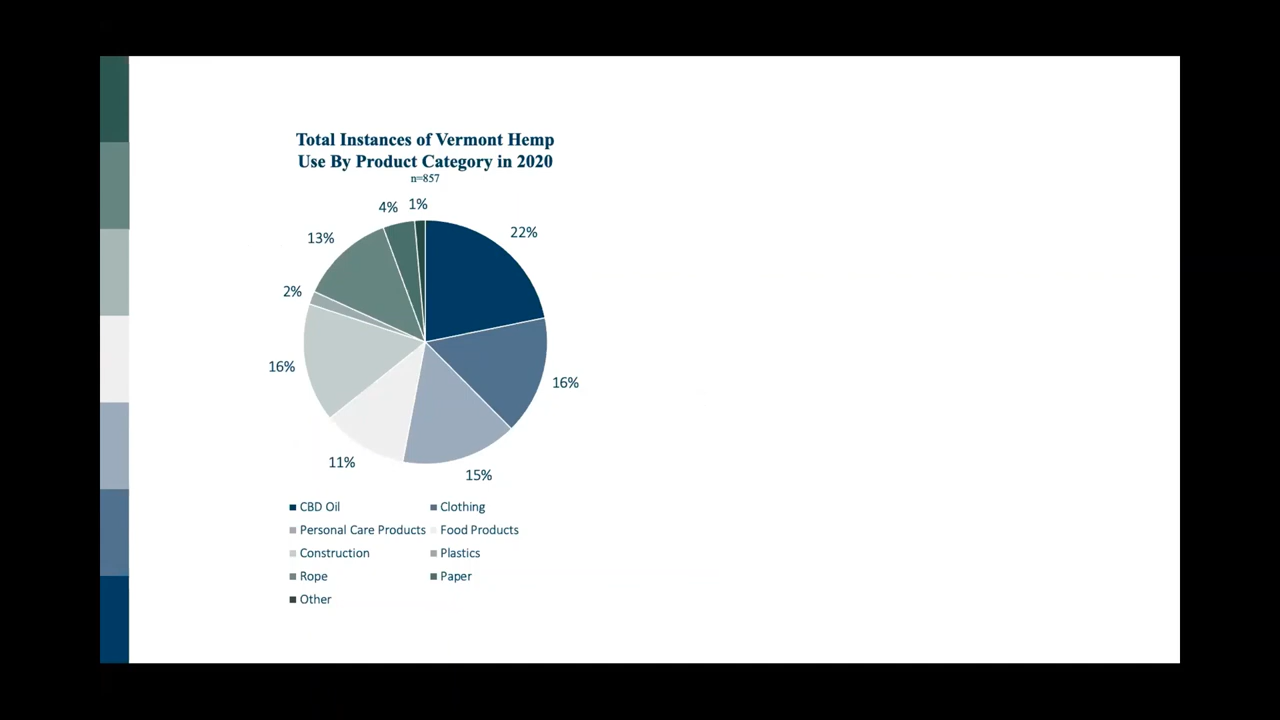 Total Instances of Vermont Hemp
Use By Product Category in 2020
n=857
4% 1%
22%
13%
2%
16%
16%
11%
15%
CBD Oil Clothing
Personal Care Products Food Products
Construction Plastics
Rope Paper
Other